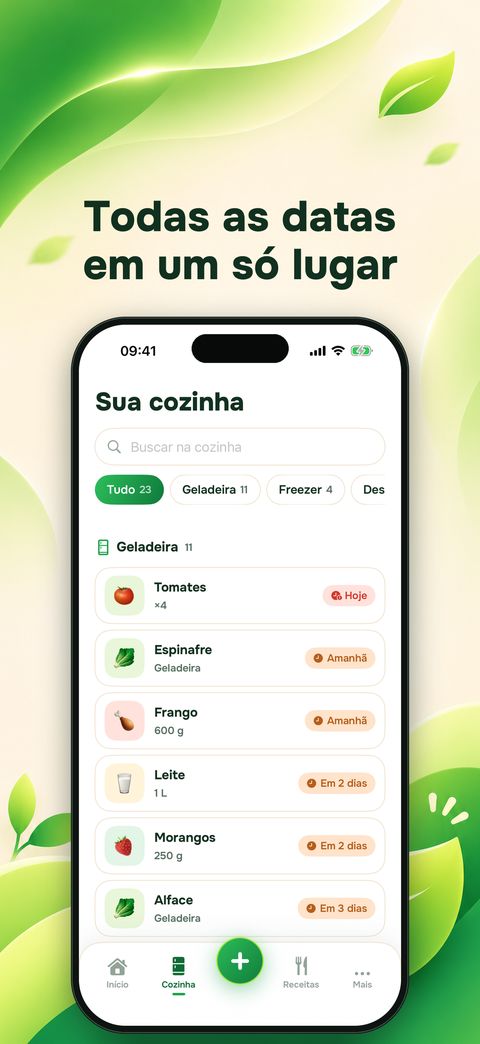 Todas as datas
em um só lugar
09:41
Sua cozinha
Buscar na cozinha
Tudo 23
Geladeira 11
Freezer 4
Des
Geladeira 11
Tomates
×4
Hoje
Espinafre
Geladeira
Amanhã
Frango
600 g
Amanhã
Leite
1 L
Em 2 dias
Morangos
250 g
Em 2 dias
Alface
Geladeira
Em 3 dias
Início
Cozinha
Receitas
Mais